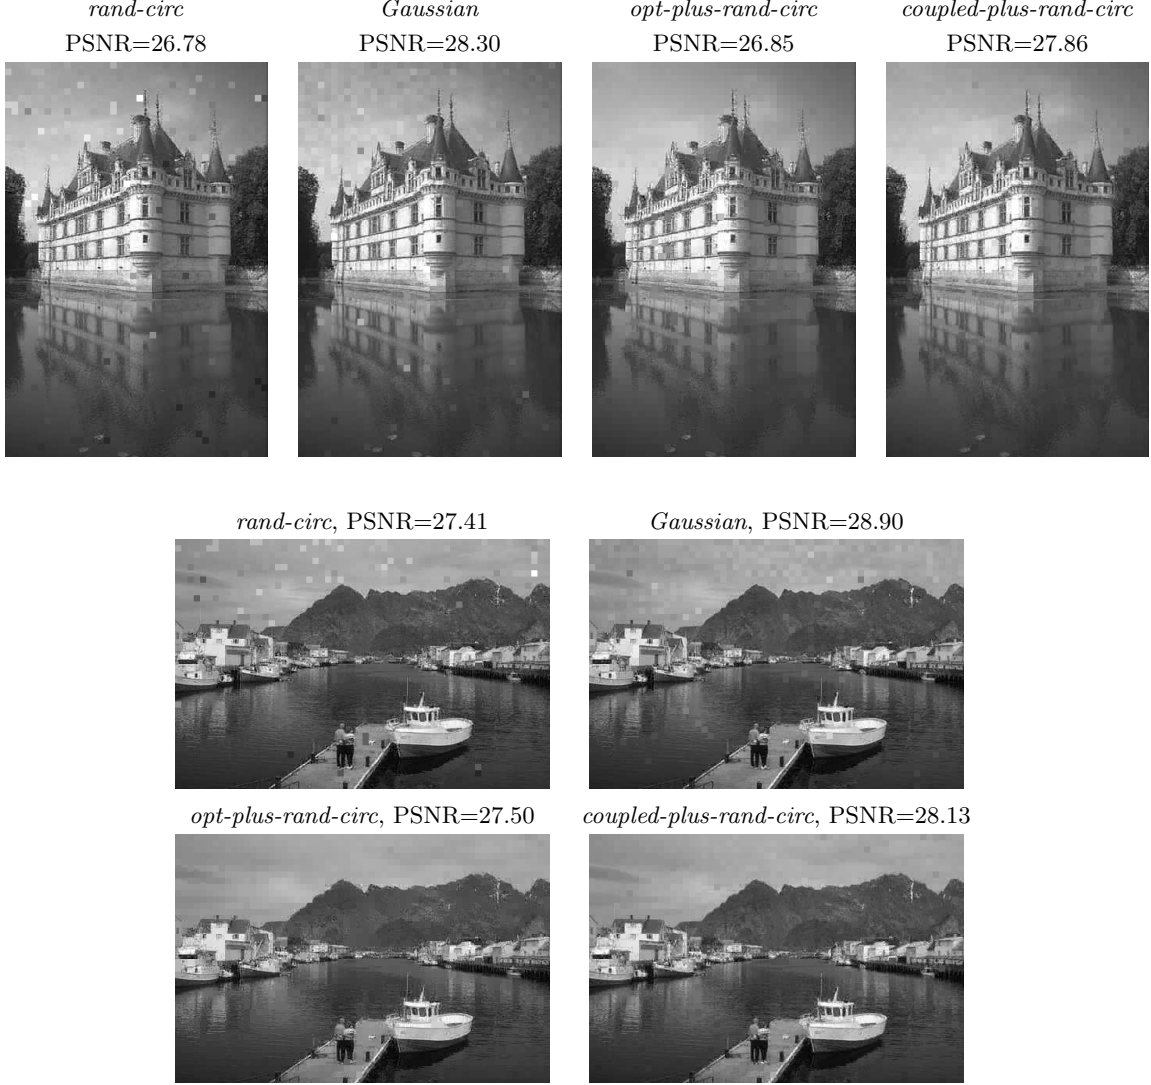 rand-circ Gaussian opt-plus-rand-circ coupled-plus-rand-circ
PSNR=26.78 PSNR=28.30 PSNR=26.85 PSNR=27.86
rand-circ, PSNR=27.41 Gaussian, PSNR=28.90
opt-plus-rand-circ, PSNR=27.50 coupled-plus-rand-circ, PSNR=28.13